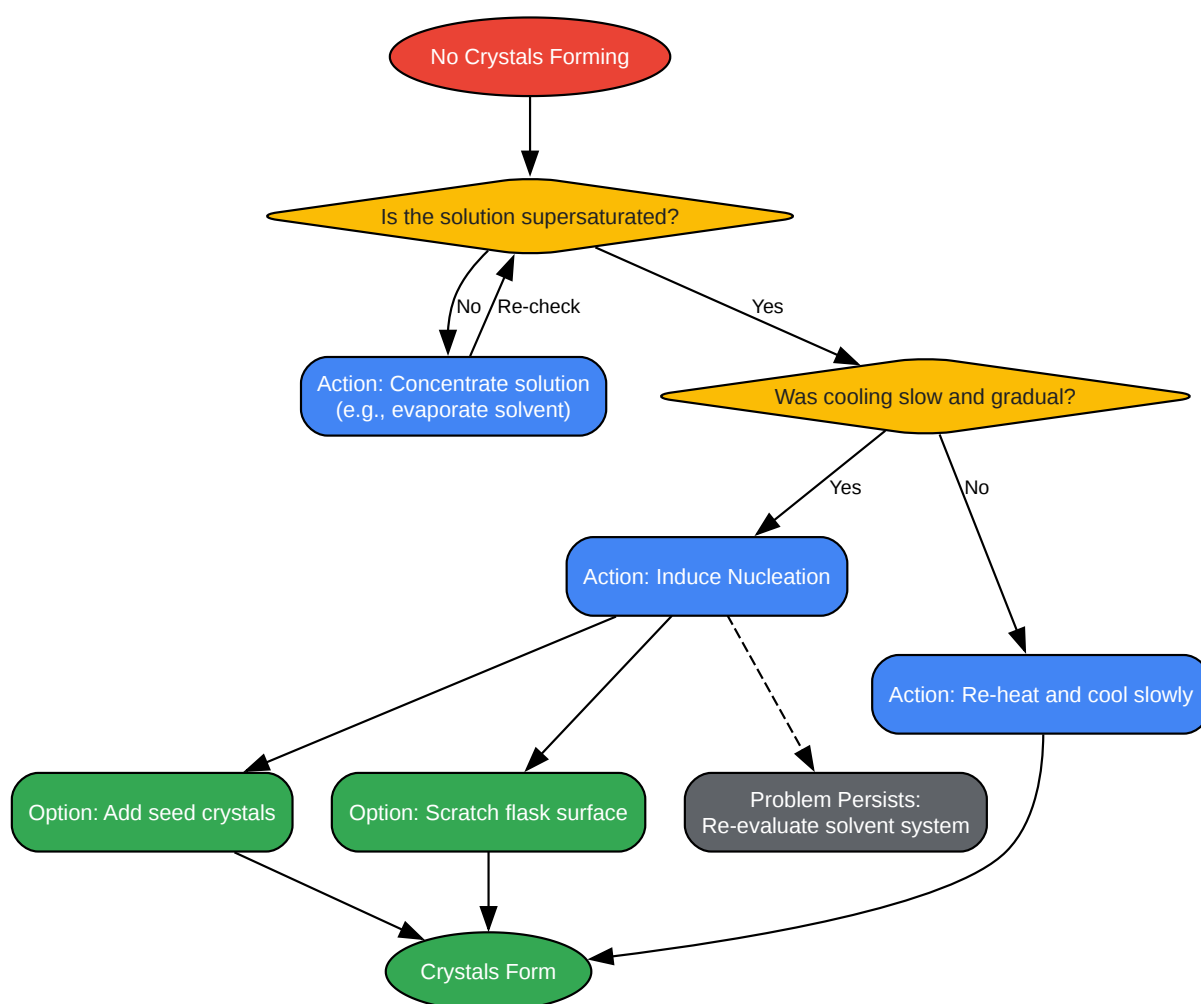 No Crystals Forming
Is the solution supersaturated?
No
Re-check
Yes
Action: Concentrate solution
(e.g., evaporate solvent)
Was cooling slow and gradual?
Yes
No
Action: Induce Nucleation
Action: Re-heat and cool slowly
Option: Add seed crystals
Option: Scratch flask surface
Problem Persists:
Re-evaluate solvent system
Crystals Form